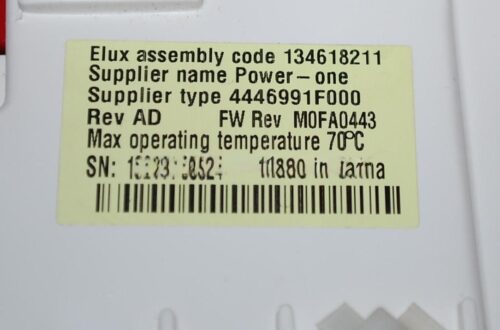 Elux assembly code 134618211
Supplier name Power-one
Supplier type 4446991F000
Rev AD FW Rev M0FA0443
Max operating temperature 70°C
SN: in